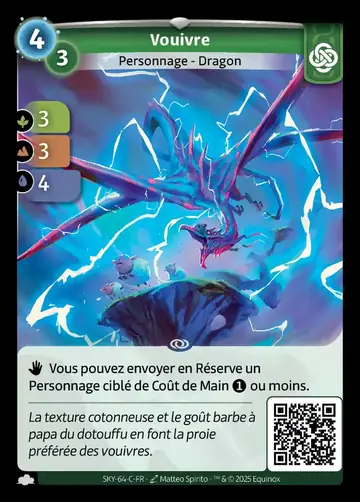 4
3
Vouivre
Personnage - Dragon
3
3
4
Vous pouvez envoyer en Réserve un
Personnage ciblé de Coût de Main 1 ou moins.
La texture cotonneuse et le goût barbe à
papa du dotouffu en font la proie
préférée des vouivres.
SKY-64-C-FR - Matteo Spirito - ™ & © 2025 Equinox